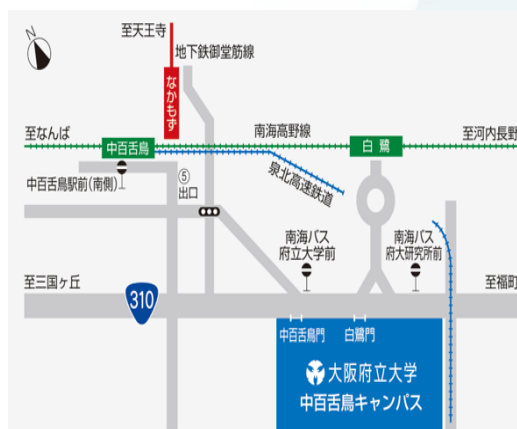 N
至天王寺
地下鉄御堂筋線
なかもず
至なんば
中百舌鳥
南海高野線
白鷺
至河内長野
泉北高速鉄道
中百舌鳥駅前(南側)
⑤
出口
南海バス
府立大学前
南海バス
府大研究所前
至三国ヶ丘
310
至福町
中百舌鳥門
白鷺門
大阪府立大学
中百舌鳥キャンパス